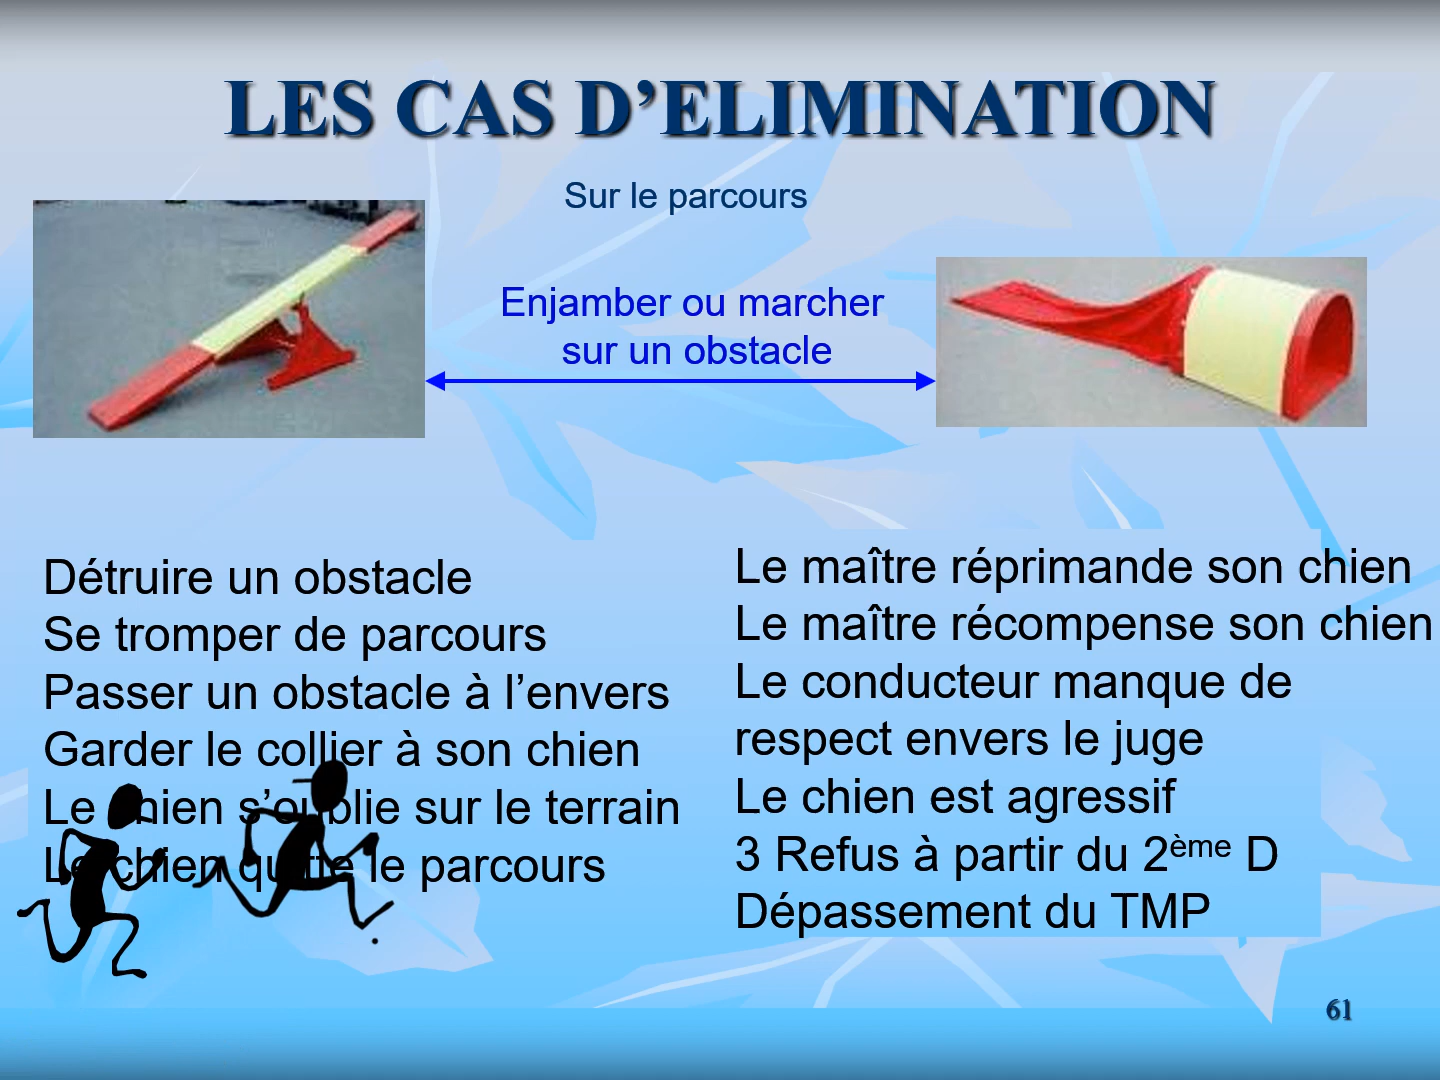 LES CAS D’ELIMINATION
Sur le parcours
Enjamber ou marcher
sur un obstacle
Détruire un obstacle
Se tromper de parcours
Passer un obstacle à l’envers
Garder le collier à son chien
Le chien s’oublie sur le terrain
Le chien quitte le parcours
Le maître réprimande son chien
Le maître récompense son chien
Le conducteur manque de
respect envers le juge
Le chien est agressif
3 Refus à partir du 2ème D
Dépassement du TMP
61